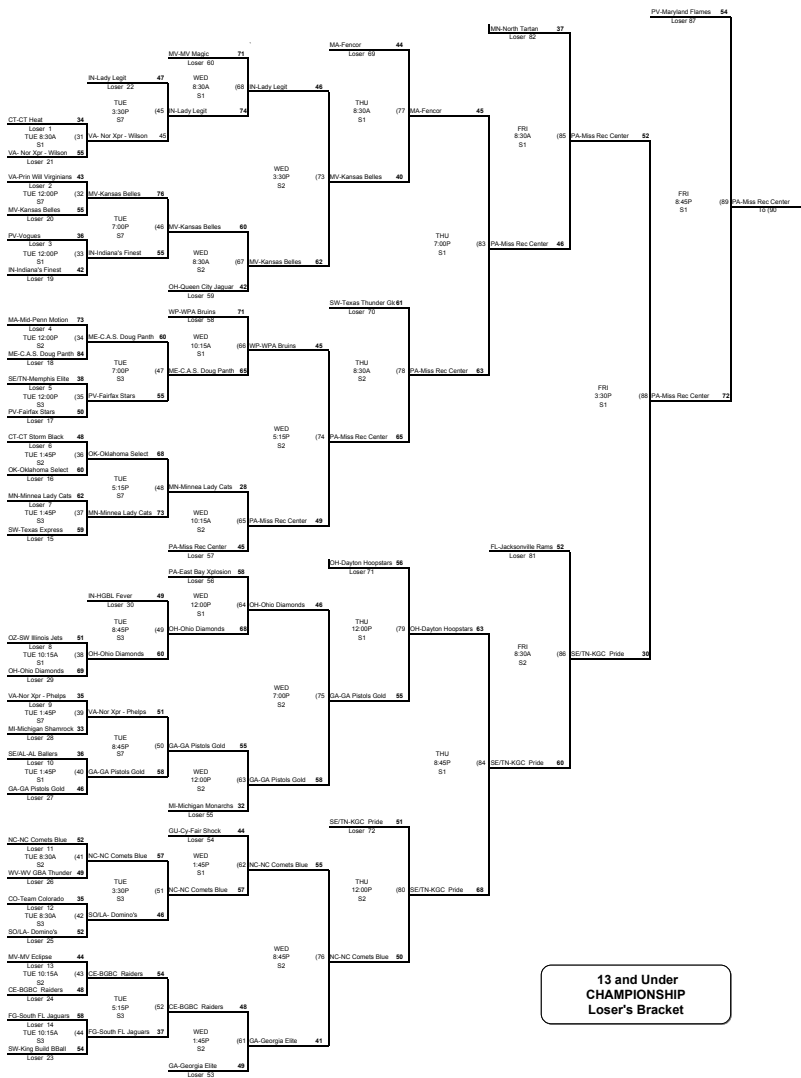 PV-Maryland Flames 54
Loser 87
MN-North Tartan 37
Loser 82
MA-Fencor 44
Loser 69
MV-MV Magic 71
Loser 60
IN-Lady Legit 47
Loser 22
WED
8:30A
S1
(68 IN-Lady Legit 46
TUE
3:30P
S7
(45 IN-Lady Legit 74
THU
8:30A
S1
(77 MA-Fencor 45
CT-CT Heat 34
Loser 1
TUE 8:30A
S1
(31 VA- Nor Xpr - Wilson 45
VA- Nor Xpr - Wilson 55
Loser 21
FRI
8:30A
S1
(85 PA-Miss Rec Center 52
WED
3:30P
S2
(73 MV-Kansas Belles 40
VA-Prin Will Virginians 43
Loser 2
TUE 12:00P
S7
(32 MV-Kansas Belles 76
MV-Kansas Belles 55
Loser 20
TUE
7:00P
S7
(46 MV-Kansas Belles 60
FRI
8:45P
S1
(89 PA-Miss Rec Center
To (90
PV-Vogues 36
Loser 3
TUE 12:00P
S1
(33 IN-Indiana's Finest 55
IN-Indiana's Finest 42
Loser 19
WED
8:30A
S2
(67 MV-Kansas Belles 62
OH-Queen City Jaguar 42
Loser 59
THU
7:00P
S1
(83 PA-Miss Rec Center 46
SW-Texas Thunder Gld 61
Loser 70
WP-WPA Bruins 71
Loser 58
MA-Mid-Penn Motion 73
Loser 4
TUE 12:00P
S2
(34 ME-C.A.S. Doug Panth 60
ME-C.A.S. Doug Panth 84
Loser 18
WED
10:15A
S1
(66 WP-WPA Bruins 45
TUE
7:00P
S3
(47 ME-C.A.S. Doug Panth 65
THU
8:30A
S2
(78 PA-Miss Rec Center 63
SE/TN-Memphis Elite 38
Loser 5
TUE 12:00P
S3
(35 PV-Fairfax Stars 55
PV-Fairfax Stars 50
Loser 17
FRI
3:30P
S1
(88 PA-Miss Rec Center 72
CT-CT Storm Black 48
Loser 6
TUE 1:45P
S2
(36 OK-Oklahoma Select 68
OK-Oklahoma Select 60
Loser 16
WED
5:15P
S2
(74 PA-Miss Rec Center 65
TUE
5:15P
S7
(48 MN-Minnea Lady Cats 28
MN-Minnea Lady Cats 62
Loser 7
TUE 1:45P
S3
(37 MN-Minnea Lady Cats 73
SW-Texas Express 59
Loser 15
WED
10:15A
S2
(65 PA-Miss Rec Center 49
PA-Miss Rec Center 45
Loser 57
FL-Jacksonville Rams 52
Loser 81
OH-Dayton Hoopstars 56
Loser 71
PA-East Bay Xplosion 58
Loser 56
IN-HGBL Fever 49
Loser 30
WED
12:00P
S1
(64 OH-Ohio Diamonds 46
TUE
8:45P
S3
(49 OH-Ohio Diamonds 68
THU
12:00P
S1
(79 OH-Dayton Hoopstars 63
OZ-SW Illinois Jets 51
Loser 8
TUE 10:15A
S1
(38 OH-Ohio Diamonds 60
OH-Ohio Diamonds 69
Loser 29
FRI
8:30A
S2
(86 SE/TN-KGC Pride 30
WED
7:00P
S2
(75 GA-GA Pistols Gold 55
VA-Nor Xpr - Phelps 35
Loser 9
TUE 1:45P
S7
(39 VA-Nor Xpr - Phelps 51
MI-Michigan Shamrock 33
Loser 28
TUE
8:45P
S7
(50 GA-GA Pistols Gold 55
SE/AL-AL Ballers 36
Loser 10
TUE 1:45P
S1
(40 GA-GA Pistols Gold 58
GA-GA Pistols Gold 46
Loser 27
WED
12:00P
S2
(63 GA-GA Pistols Gold 58
MI-Michigan Monarchs 32
Loser 55
THU
8:45P
S1
(84 SE/TN-KGC Pride 60
SE/TN-KGC Pride 51
Loser 72
GU-Cy-Fair Shock 44
Loser 54
NC-NC Comets Blue 52
Loser 11
TUE 8:30A
S2
(41 NC-NC Comets Blue 57
WV-WV GBA Thunder 49
Loser 26
WED
1:45P
S1
(62 NC-NC Comets Blue 55
TUE
3:30P
S3
(51 NC-NC Comets Blue 57
THU
12:00P
S2
(80 SE/TN-KGC Pride 68
CO-Team Colorado 35
Loser 12
TUE 8:30A
S3
(42 SO/LA- Domino's 46
SO/LA- Domino's 52
Loser 25
WED
8:45P
S2
(76 NC-NC Comets Blue 50
MV-MV Eclipse 44
Loser 13
TUE 10:15A
S2
(43 CE-BGBC Raiders 54
CE-BGBC Raiders 48
Loser 24
TUE
5:15P
S3
(52 CE-BGBC Raiders 48
FG-South FL Jaguars 58
Loser 14
TUE 10:15A
S3
(44 FG-South FL Jaguars 37
SW-King Build BBall 54
Loser 23
WED
1:45P
S2
(61 GA-Georgia Elite 41
GA-Georgia Elite 49
Loser 53
13 and Under
CHAMPIONSHIP
Loser's Bracket